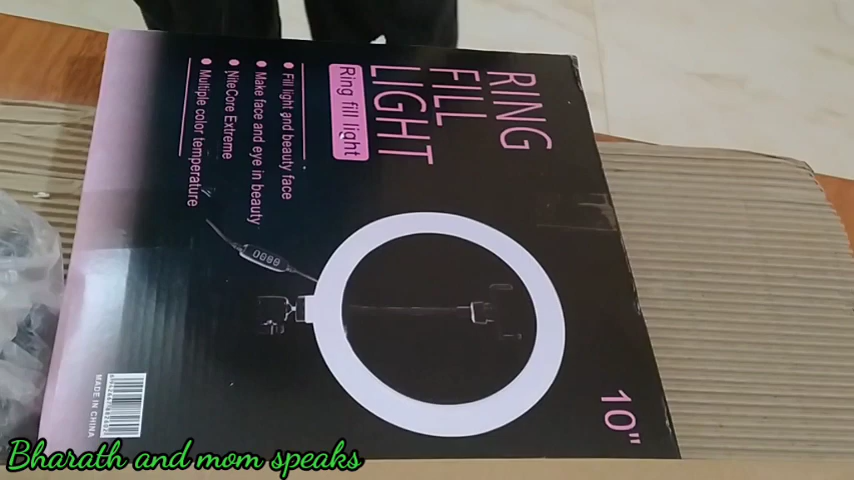 RING
FILL
LIGHT
Ring fill light
Fill light and beauty face
Make face and eye in beauty
NiteCore Extreme
Multiple color temperature
10"
MADE IN CHINA
Bharath and mom speaks